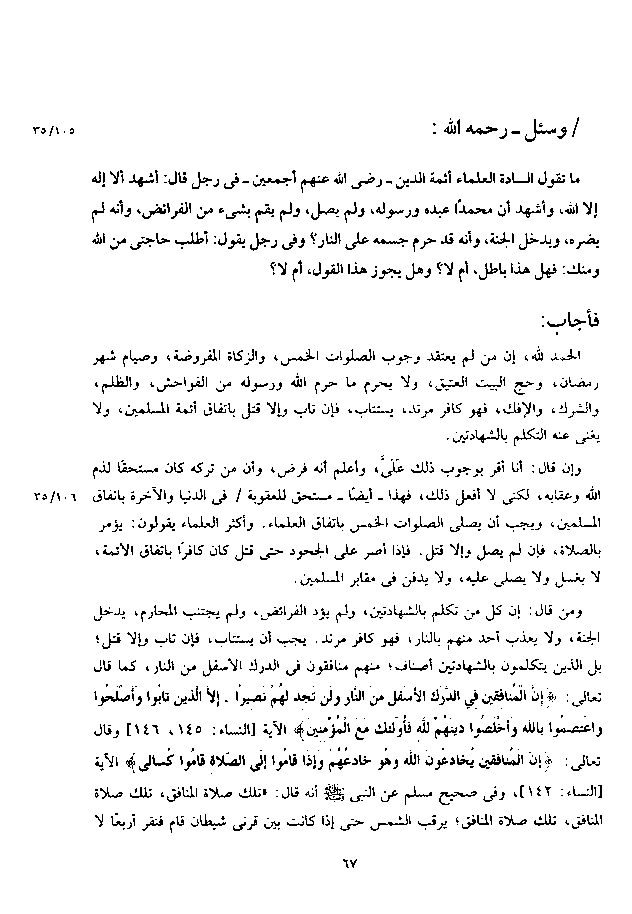 / وسئل ـ رحمه الله : ٣٥/١٠٥
ما تقول السادة العلماء أئمة الدين ـ رضى الله عنهم أجمعين ـ فى رجل قال: أشهد ألا إله
إلا الله، وأشهد أن محمدًا عبده ورسوله، ولم يصل، ولم يقم بشىء من الفرائض، وأنه لم
يضره، ويدخل الجنة، وأنه قد حرم جسمه على النار؟ وفى رجل يقول: أطلب حاجتى من الله
ومنك: فهل هذا باطل، أم لا؟ وهل يجوز هذا القول، أم لا؟
فأجاب:
الحمد لله، إن من لم يعتقد وجوب الصلوات الخمس، والزكاة المفروضة، وصيام شهر
رمضان، وحج البيت العتيق، ولا يحرم ما حرم الله ورسوله من الفواحش، والظلم،
والشرك، والإفك، فهو كافر مرتد، يستتاب، فإن تاب وإلا قتل باتفاق أئمة المسلمين، ولا
يغنى عنه التكلم بالشهادتين.
وإن قال: أنا أقر بوجوب ذلك عَلَىَّ، وأعلم أنه فرض، وأن من تركه كان مستحقًا لذم
الله وعقابه، لكنى لا أفعل ذلك، فهذا ـ أيضًا ـ مستحق للعقوبة / فى الدنيا والآخرة باتفاق ٣٥/١٠٦
المسلمين، ويجب أن يصلى الصلوات الخمس باتفاق العلماء. وأكثر العلماء يقولون: يؤمر
بالصلاة، فإن لم يصل وإلا قتل. فإذا أصر على الجحود حتى قتل كان كافرًا باتفاق الأئمة،
لا يغسل ولا يصلى عليه، ولا يدفن فى مقابر المسلمين.
ومن قال: إن كل من تكلم بالشهادتين، ولم يؤد الفرائض، ولم يجتنب المحارم، يدخل
الجنة، ولا يعذب أحد منهم بالنار، فهو كافر مرتد. يجب أن يستتاب، فإن تاب وإلا قتل؛
بل الذين يتكلمون بالشهادتين أصناف؛ منهم منافقون فى الدرك الأسفل من النار، كما قال
تعالى: ﴿إِنَّ الْمُنَافِقِينَ فِي الدَّرْكِ الأَسْفَلِ مِنَ النَّارِ وَلَن تَجِدَ لَهُمْ نَصِيرًا . إِلاَّ الَّذِينَ تَابُوا وَأَصْلَحُوا
وَاعْتَصَمُوا بِاللَّهِ وَأَخْلَصُوا دِينَهُمْ لِلَّهِ فَأُوْلَئِكَ مَعَ الْمُؤْمِنِينَ﴾ الآية [النساء: ١٤٥، ١٤٦] وقال
تعالى: ﴿إِنَّ الْمُنَافِقِينَ يُخَادِعُونَ اللَّهَ وَهُوَ خَادِعُهُمْ وَإِذَا قَامُوا إِلَى الصَّلاةِ قَامُوا كُسَالَى﴾ الآية
[النساء: ١٤٢]، وفى صحيح مسلم عن النبى ﷺ أنه قال: «تلك صلاة المنافق، تلك صلاة
المنافق، تلك صلاة المنافق؛ يرقب الشمس حتى إذا كانت بين قرنى شيطان قام فنقر أربعًا لا
٦٧